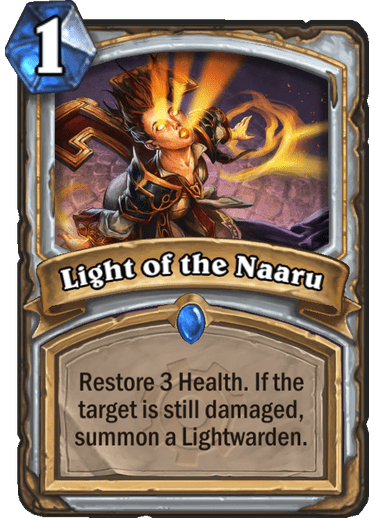 1
Light of the Naaru
Restore 3 Health. If the
target is still damaged,
summon a Lightwarden.